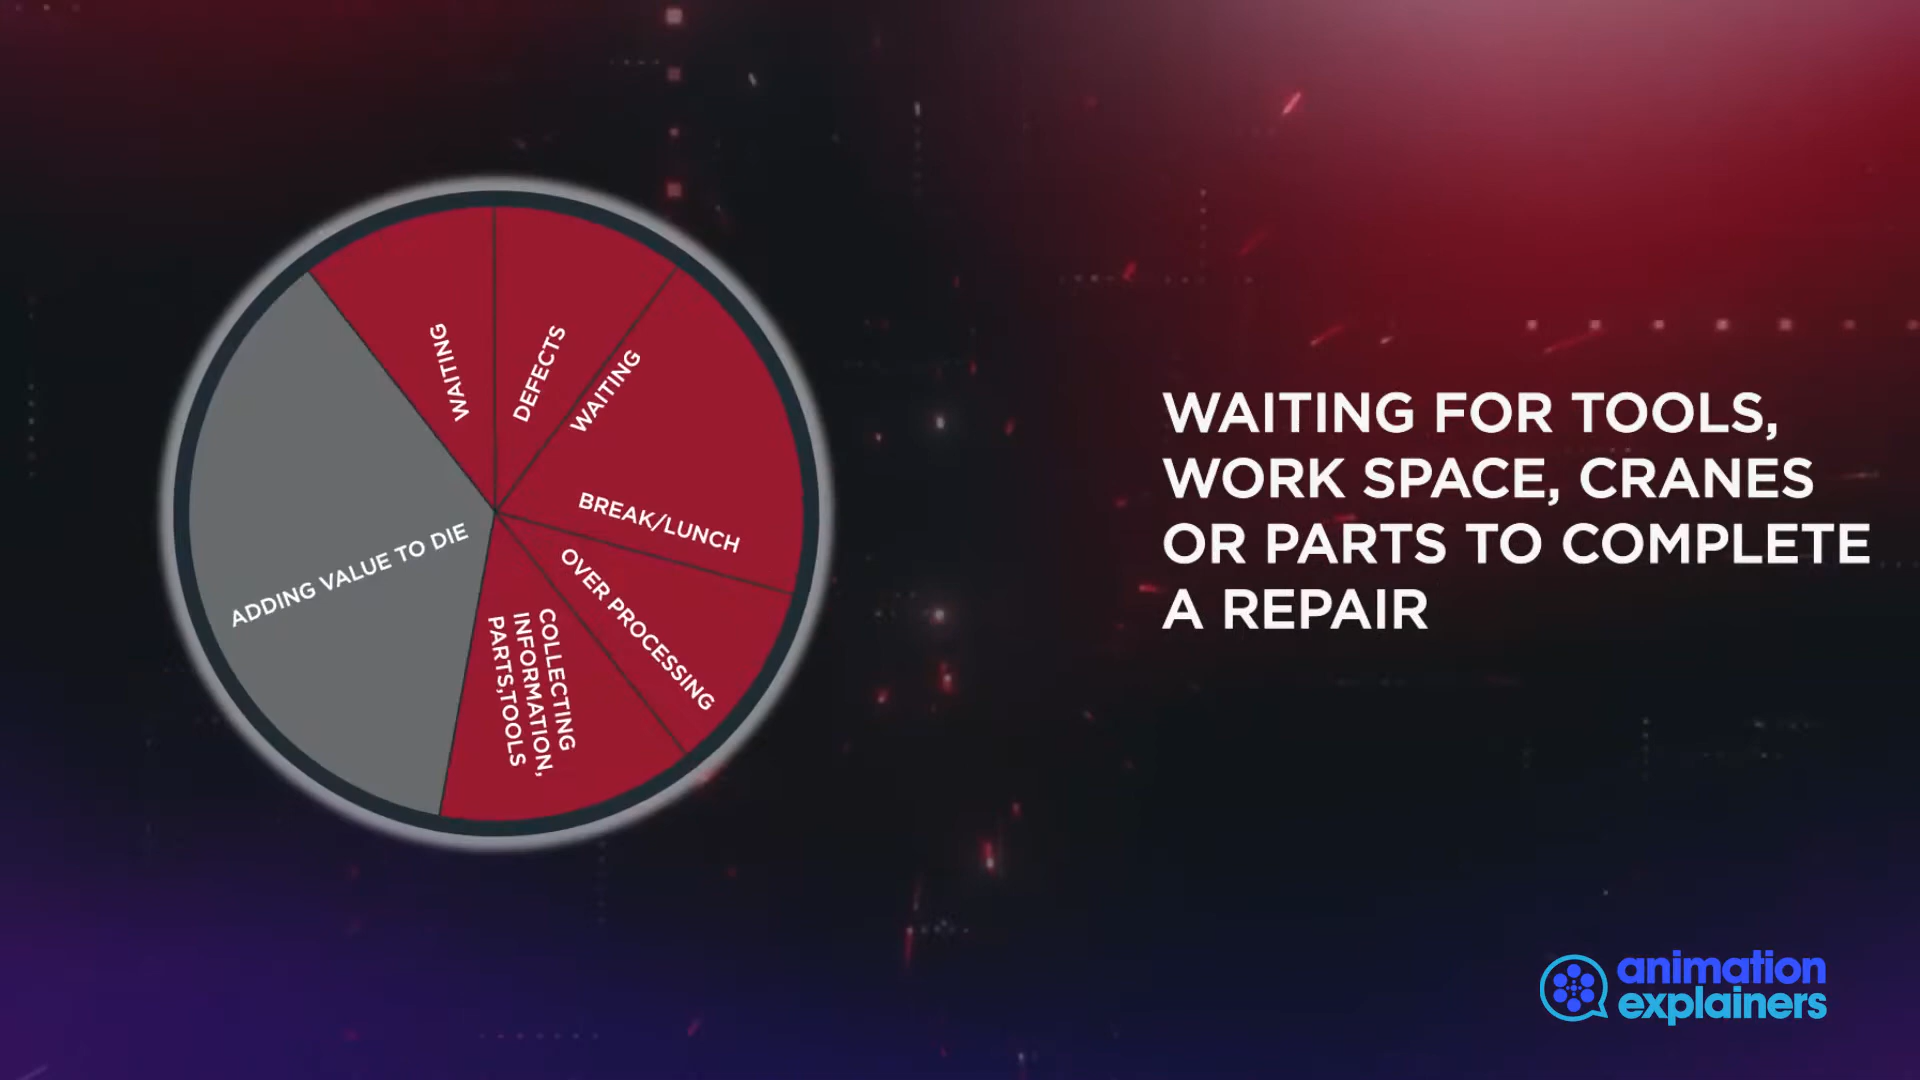 WAITING
DEFECTS
WAITING
BREAK/LUNCH
OVER PROCESSING
COLLECTING
INFORMATION,
PARTS,TOOLS
ADDING VALUE TO DIE
WAITING FOR TOOLS,
WORK SPACE, CRANES
OR PARTS TO COMPLETE
A REPAIR
animation
explainers